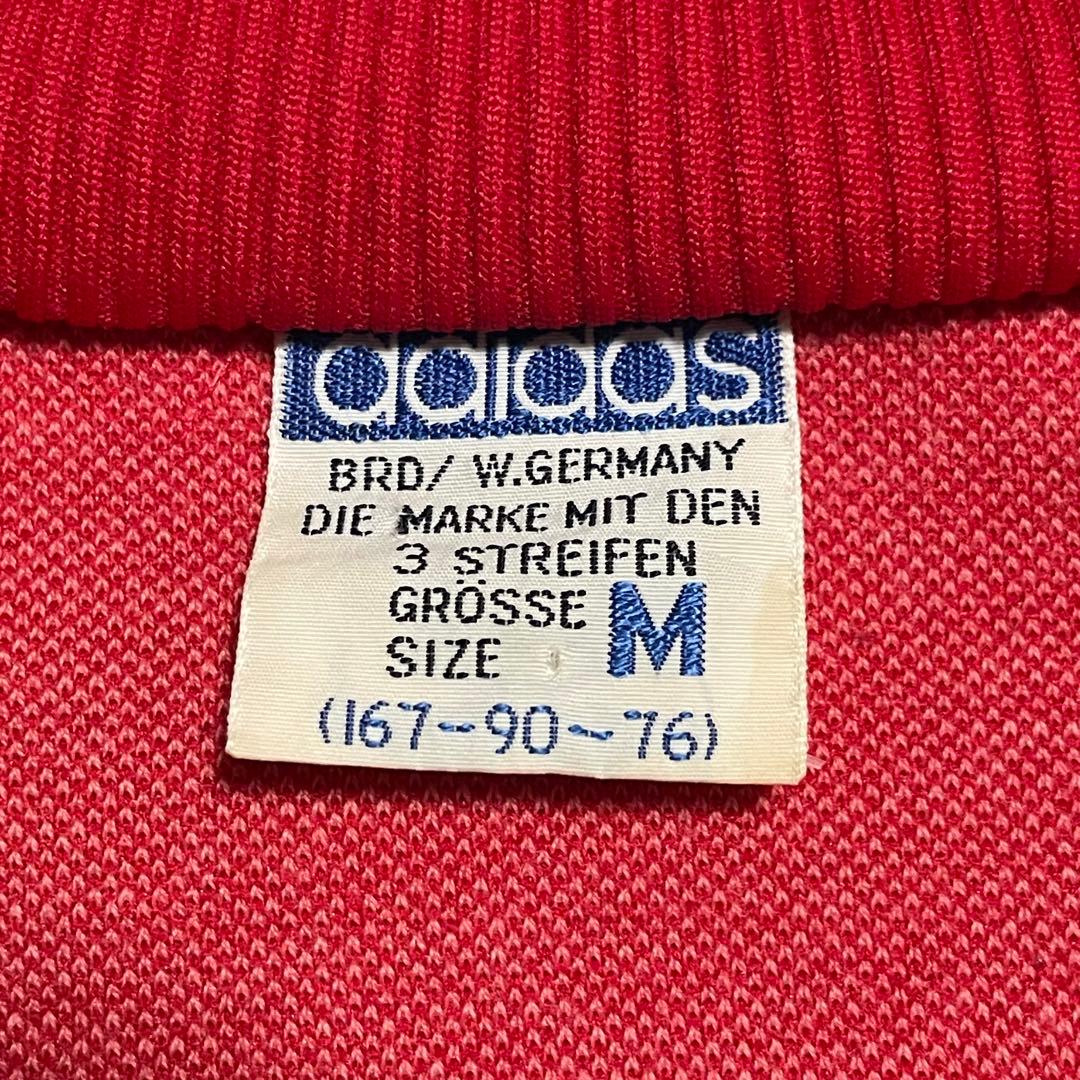 adidas
BRD/ W.GERMANY
DIE MARKE MIT DEN
3 STREIFEN
GRÖSSE M
SIZE
(167-90-76)